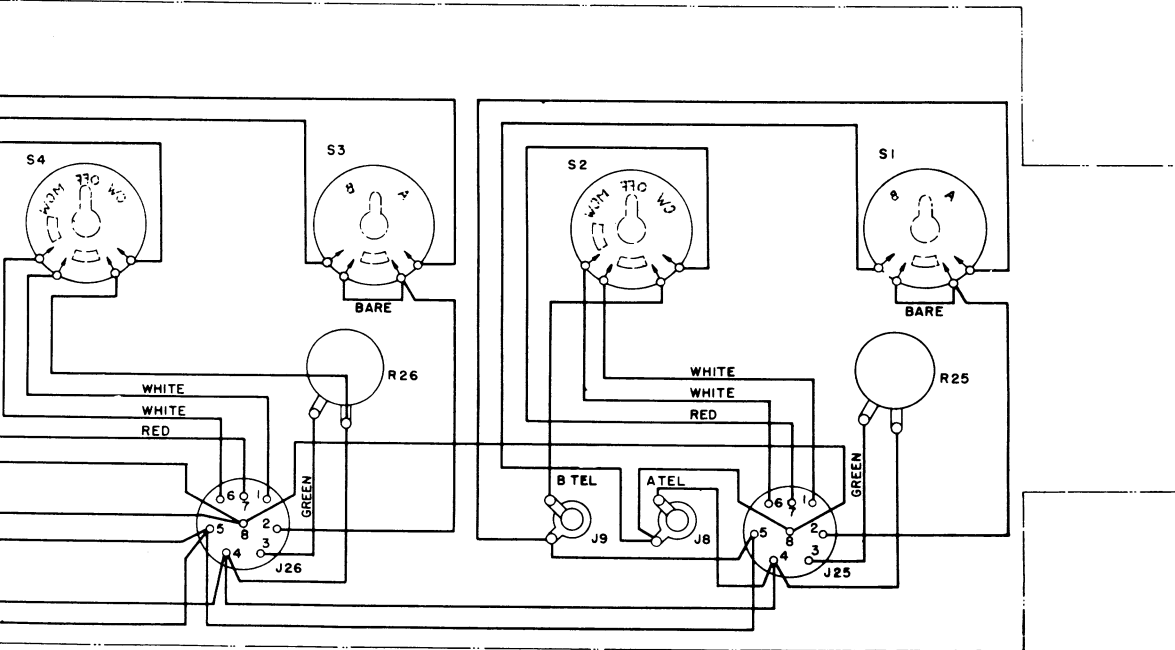 S4
S3
S2
S1
MCW OFF CW
B A
MCW OFF CW
B A
BARE
BARE
R26
R25
WHITE
WHITE
RED
WHITE
WHITE
RED
GREEN
GREEN
B TEL
A TEL
6 7 1
5 8 2
4 3
J26
J9
J8
6 7 1
5 8 2
4 3
J25